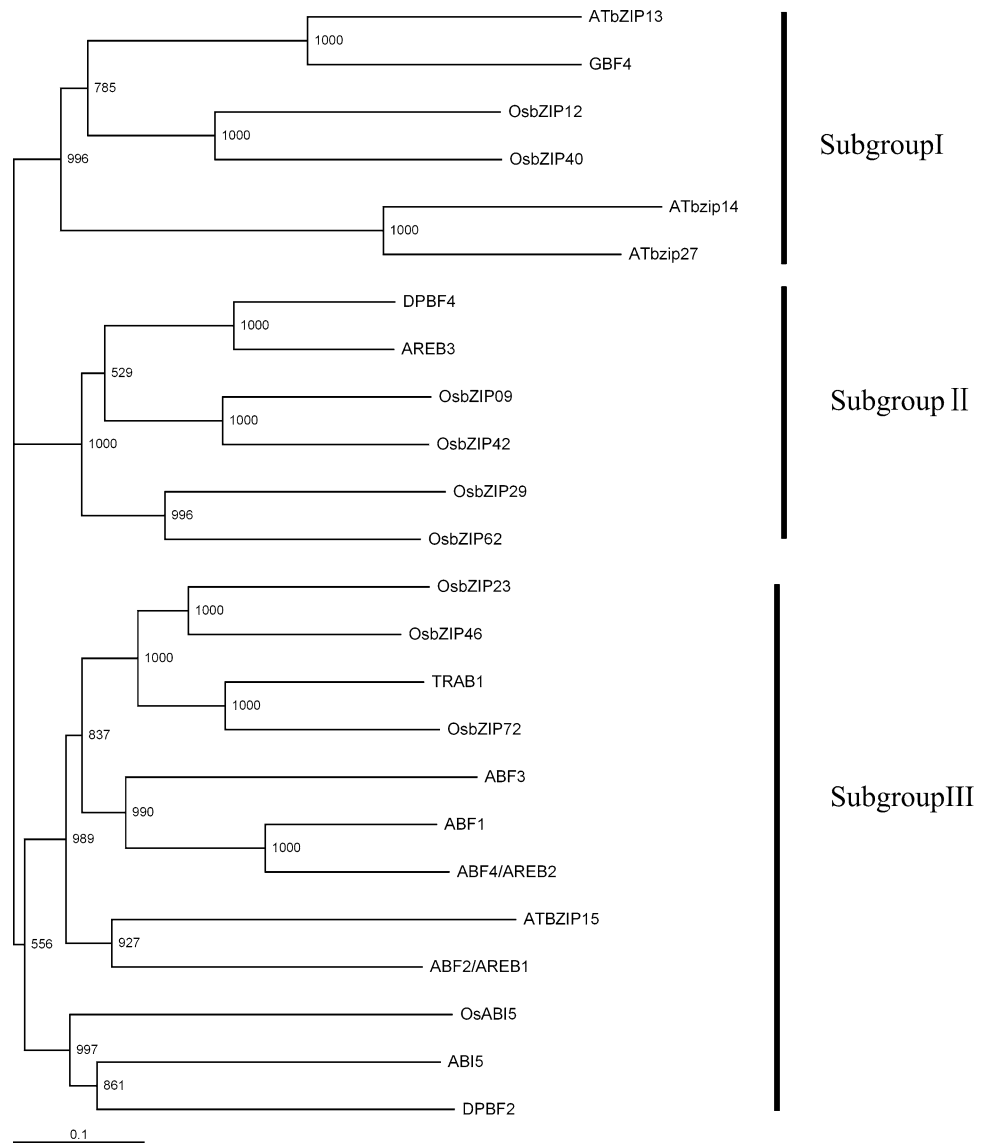 ATbZIP13
1000
GBF4
785
OsbZIP12
1000
OsbZIP40
996
SubgroupI
ATbzip14
1000
ATbzip27
DPBF4
1000
AREB3
529
OsbZIP09
1000
OsbZIP42
1000
Subgroup Ⅱ
OsbZIP29
996
OsbZIP62
OsbZIP23
1000
OsbZIP46
1000
TRAB1
1000
OsbZIP72
837
ABF3
990
ABF1
1000
ABF4/AREB2
989
SubgroupIII
ATBZIP15
927
ABF2/AREB1
556
OsABI5
997
ABI5
861
DPBF2
0.1